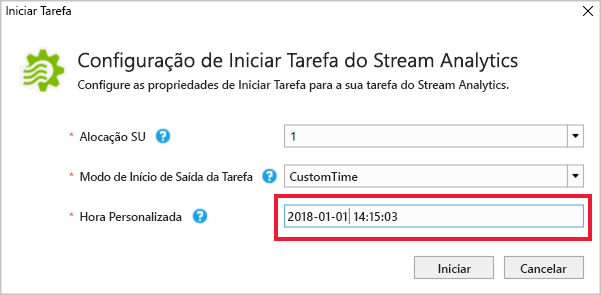 Iniciar Tarefa
Configuração de Iniciar Tarefa do Stream Analytics
Configure as propriedades de Iniciar Tarefa para a sua tarefa do Stream Analytics.
* Alocação SU ? 1
* Modo de Início de Saída da Tarefa ? CustomTime
* Hora Personalizada ? 2018-01-01 14:15:03
Iniciar Cancelar